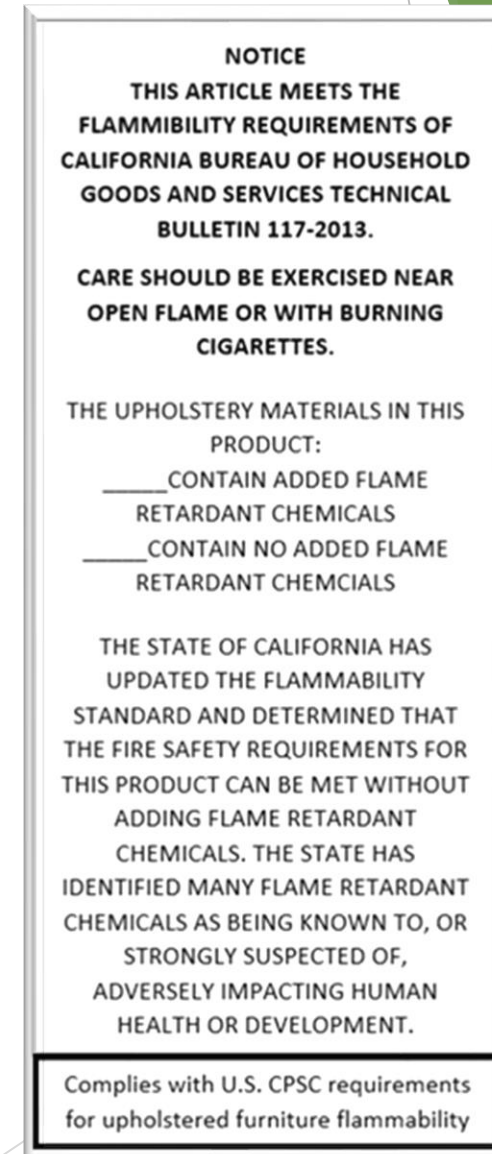 NOTICE
THIS ARTICLE MEETS THE
FLAMMIBILITY REQUIREMENTS OF
CALIFORNIA BUREAU OF HOUSEHOLD
GOODS AND SERVICES TECHNICAL
BULLETIN 117-2013.
CARE SHOULD BE EXERCISED NEAR
OPEN FLAME OR WITH BURNING
CIGARETTES.
THE UPHOLSTERY MATERIALS IN THIS
PRODUCT:
_____CONTAIN ADDED FLAME
RETARDANT CHEMICALS
_____CONTAIN NO ADDED FLAME
RETARDANT CHEMCIALS
THE STATE OF CALIFORNIA HAS
UPDATED THE FLAMMABILITY
STANDARD AND DETERMINED THAT
THE FIRE SAFETY REQUIREMENTS FOR
THIS PRODUCT CAN BE MET WITHOUT
ADDING FLAME RETARDANT
CHEMICALS. THE STATE HAS
IDENTIFIED MANY FLAME RETARDANT
CHEMICALS AS BEING KNOWN TO, OR
STRONGLY SUSPECTED OF,
ADVERSELY IMPACTING HUMAN
HEALTH OR DEVELOPMENT.
Complies with U.S. CPSC requirements
for upholstered furniture flammability